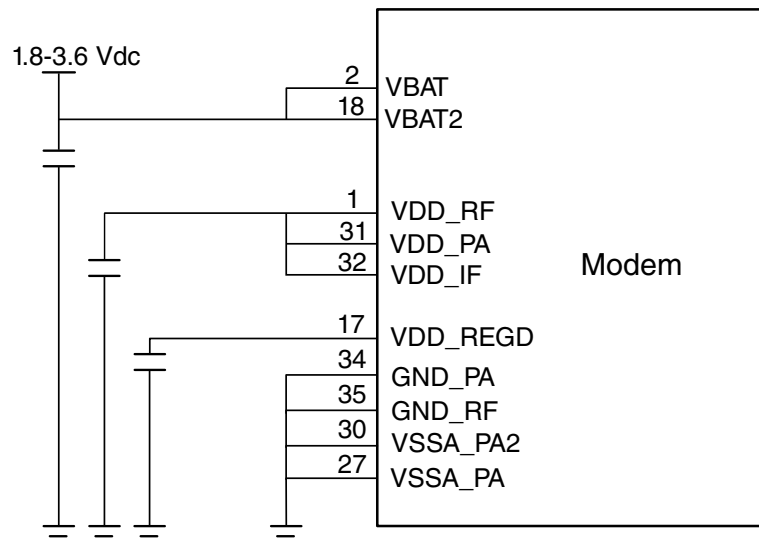 1.8-3.6 Vdc
2 VBAT
18 VBAT2
1 VDD_RF
31 VDD_PA
32 VDD_IF
Modem
17 VDD_REGD
34 GND_PA
35 GND_RF
30 VSSA_PA2
27 VSSA_PA